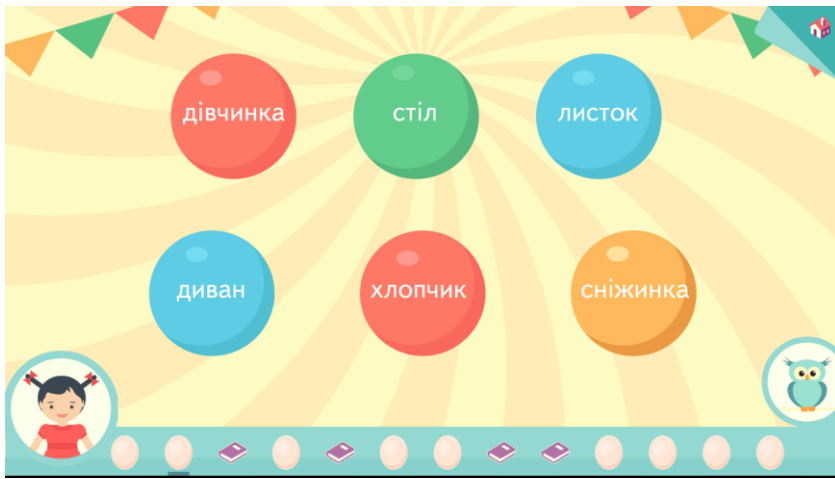 дівчинка
стіл
листок
диван
хлопчик
сніжинка